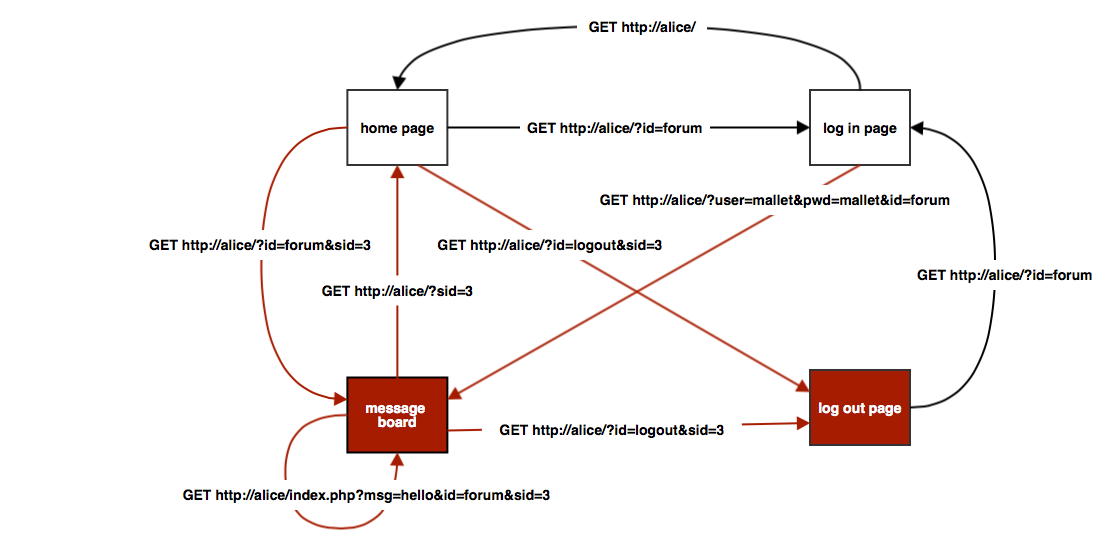 GET http://alice/
home page
GET http://alice/?id=forum
log in page
GET http://alice/?user=mallet&pwd=mallet&id=forum
GET http://alice/?id=forum&sid=3
GET http://alice/?id=logout&sid=3
GET http://alice/?id=forum
GET http://alice/?sid=3
message
board
log out page
GET http://alice/?id=logout&sid=3
GET http://alice/index.php?msg=hello&id=forum&sid=3